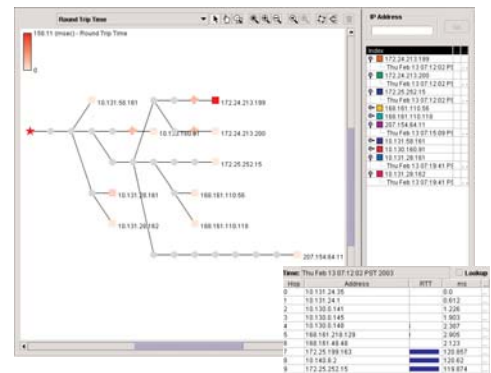 Round Trip Time
IP Address
156.11 (msec) - Round Trip Time
0
Index
172.24.213.199
Thu Feb 13 07:12:02 PS
172.24.213.200
Thu Feb 13 07:12:02 PS
172.25.252.15
Thu Feb 13 07:12:02 PS
168.161.110.56
168.161.110.118
207.154.64.11
Thu Feb 13 07:15:09 PS
10.131.58.161
10.130.160.91
10.131.28.161
Thu Feb 13 07:19:41 PS
10.131.28.162
Thu Feb 13 07:19:41 PS
10.131.58.161
172.24.213.199
172.24.213.200
172.25.252.15
10.131.28.161
168.161.110.56
10.131.28.162
168.161.110.118
207.154.64.11
Time: Thu Feb 13 07:12:02 PST 2003
Lookup
Hop Address RTT ms
0 10.131.24.35 0.0
1 10.131.24.1 0.612
2 10.130.0.141 1.226
3 10.130.0.145 1.903
4 10.130.0.148 2.307
5 168.161.218.129 2.905
6 168.161.48.48 2.123
7 172.25.199.163 120.857
8 10.140.6.2 120.62
9 172.25.252.15 119.874